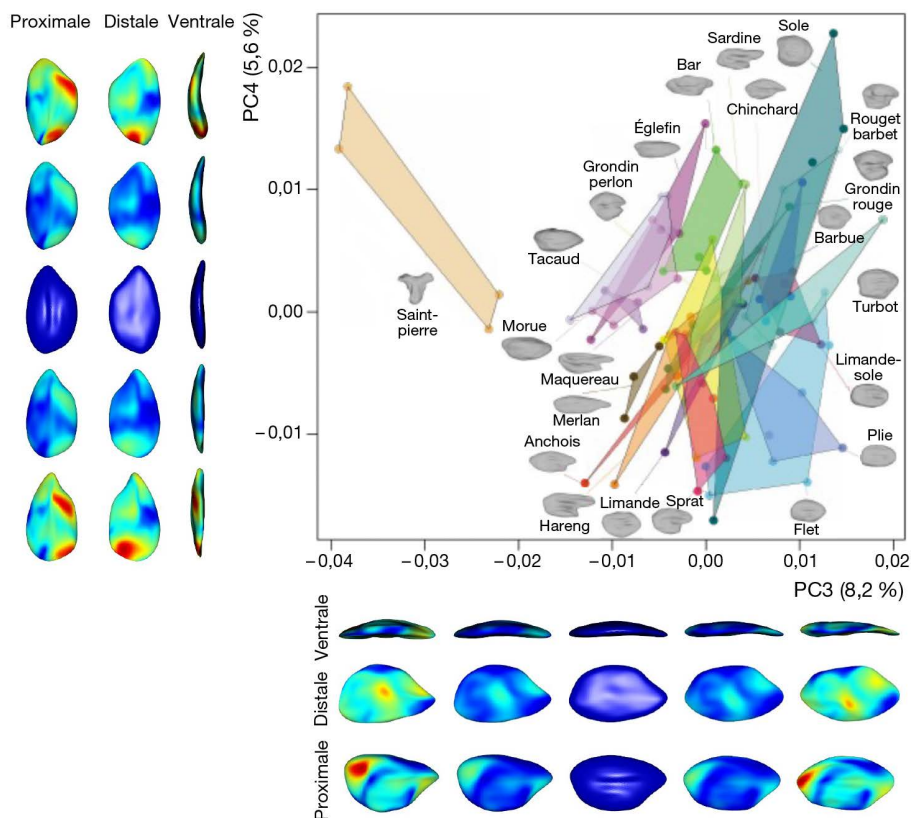 Proximale Distale Ventrale
PC4 (5,6 %)
0,02
0,01
0,00
−0,01
Sole
Sardine
Bar
Chinchard
Rouget
barbet
Églefin
Grondin
perlon
Grondin
rouge
Barbue
Tacaud
Saint-
pierre
Turbot
Morue
Maquereau
Limande-
sole
Merlan
Anchois
Plie
Hareng
Limande
Sprat
Flet
−0,04 −0,03 −0,02 −0,01 0,00 0,01 0,02
PC3 (8,2 %)
Ventrale
Distale
Proximale